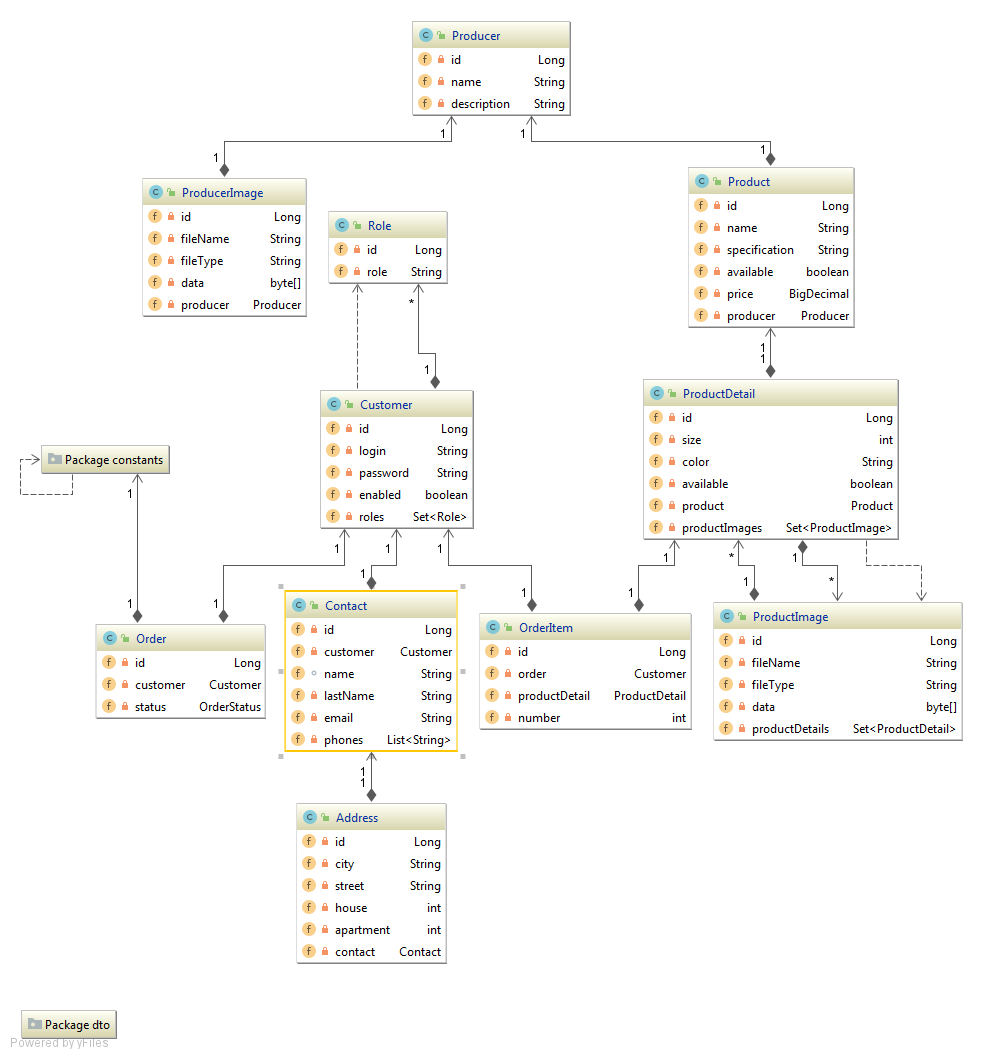 Producer
id Long
name String
description String
1 1
1 1
ProducerImage
id Long
fileName String
fileType String
data byte[]
producer Producer
Product
id Long
name String
specification String
available boolean
price BigDecimal
producer Producer
Role
id Long
role String
*
1
1
1
Customer
id Long
login String
password String
enabled boolean
roles Set<Role>
ProductDetail
id Long
size int
color String
available boolean
product Product
productImages Set<ProductImage>
Package constants
1
1
1
1
1
1
1
1
1
1
1
*
1
1
*
Order
id Long
customer Customer
status OrderStatus
Contact
id Long
customer Customer
name String
lastName String
email String
phones List<String>
OrderItem
id Long
order Customer
productDetail ProductDetail
number int
ProductImage
id Long
fileName String
fileType String
data byte[]
productDetails Set<ProductDetail>
1
1
Address
id Long
city String
street String
house int
apartment int
contact Contact
Package dto
Powered by yFiles